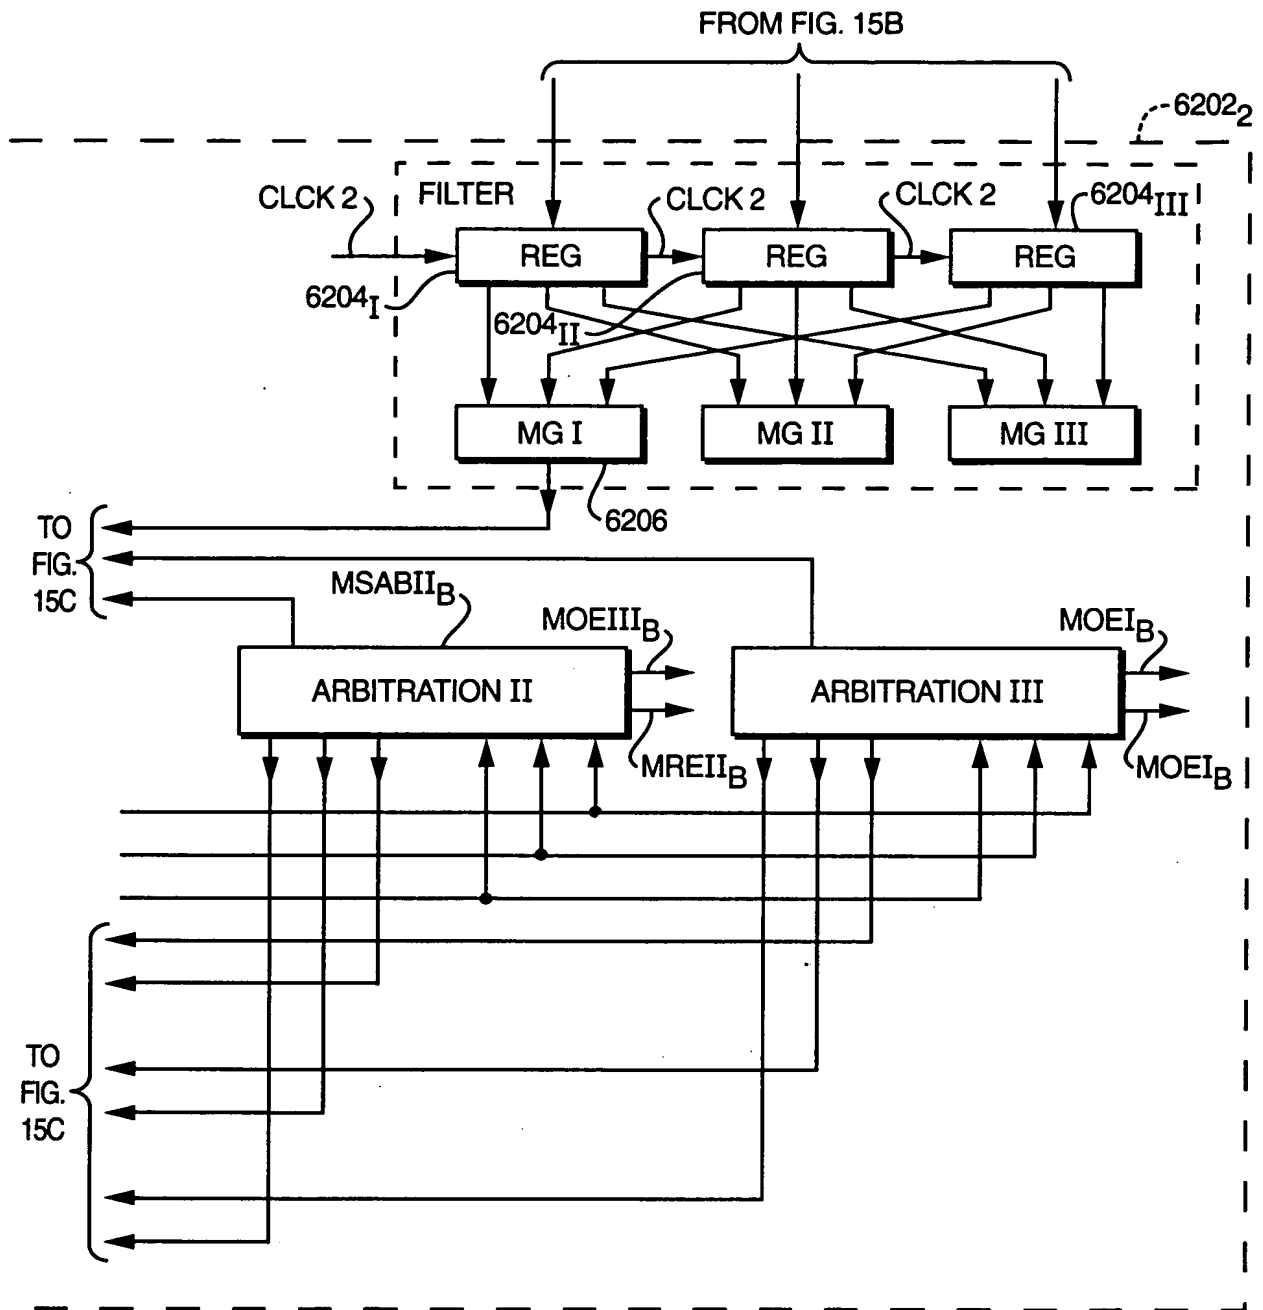 FROM FIG. 15B
6202₂
CLCK 2
FILTER
CLCK 2
CLCK 2
6204III
REG
REG
REG
6204I
6204II
MG I
MG II
MG III
6206
TO
FIG.
15C
MSABIIB
MOEIIIB
MOEIB
ARBITRATION II
ARBITRATION III
MREIIB
MOEIB
TO
FIG.
15C